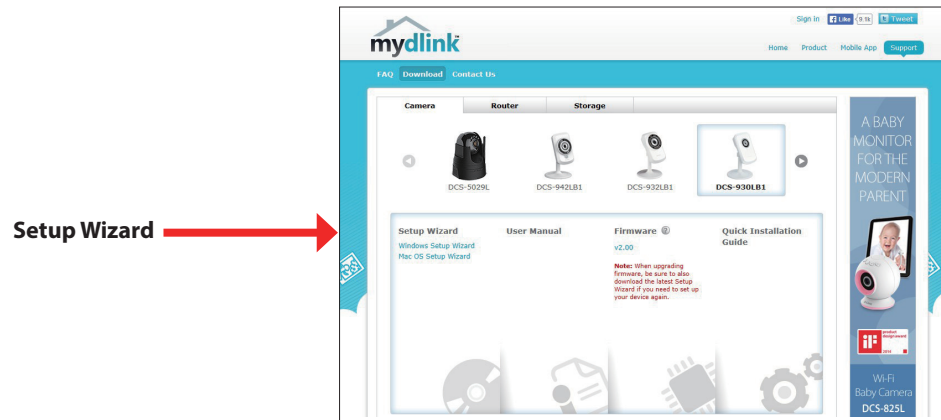 Sign in Like 9.1k Tweet
mydlink
Home Product Mobile App Support
FAQ Download Contact Us
Camera Router Storage
DCS-5029L DCS-942LB1 DCS-932LB1 DCS-930LB1
Setup Wizard
Setup Wizard
Windows Setup Wizard
Mac OS Setup Wizard
User Manual
Firmware
v2.00
Note: When upgrading
firmware, be sure to also
download the latest Setup
Wizard if you need to set up
your device again.
Quick Installation
Guide
A BABY
MONITOR
FOR THE
MODERN
PARENT
product
design award
2014
Wi-Fi
Baby Camera
DCS-825L